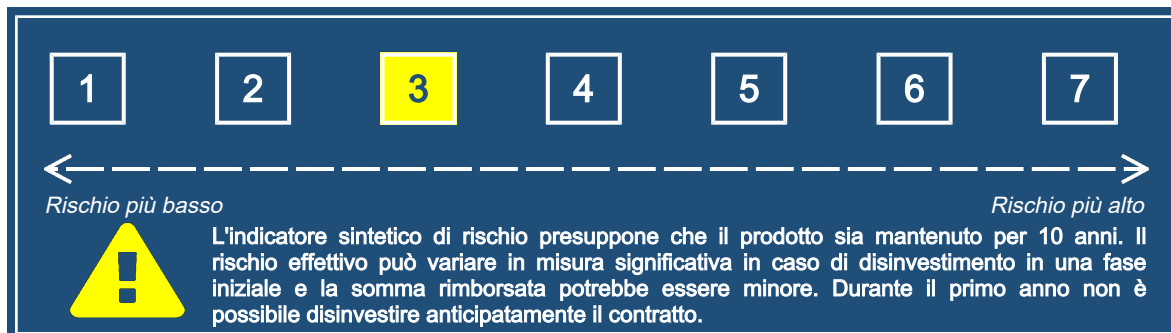 1 2 3 4 5 6 7
Rischio più basso Rischio più alto
L'indicatore sintetico di rischio presuppone che il prodotto sia mantenuto per 10 anni. Il
rischio effettivo può variare in misura significativa in caso di disinvestimento in una fase
iniziale e la somma rimborsata potrebbe essere minore. Durante il primo anno non è
possibile disinvestire anticipatamente il contratto.